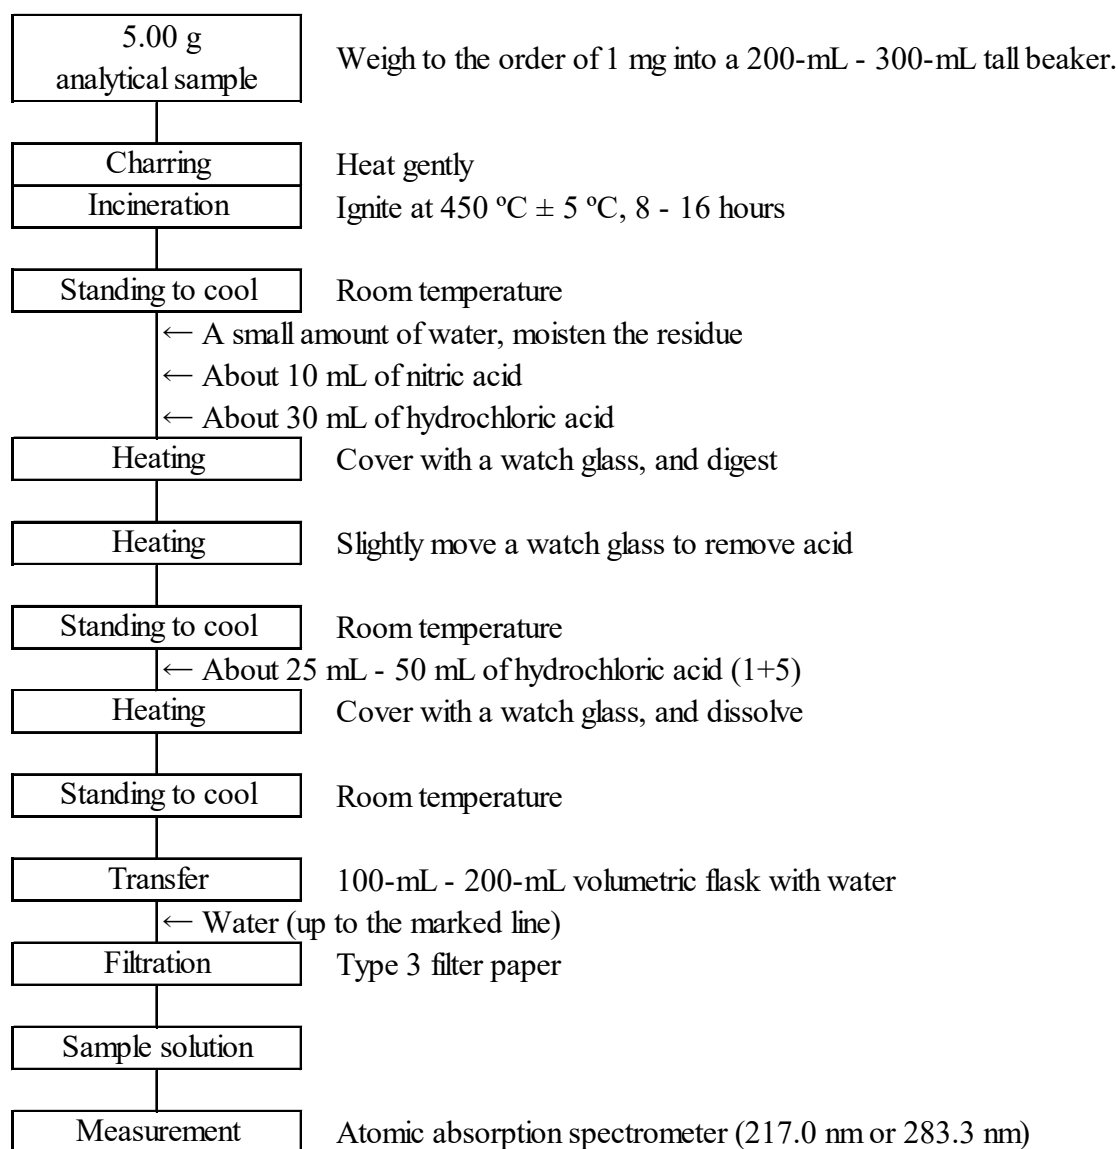 5.00 g
analytical sample
Weigh to the order of 1 mg into a 200-mL - 300-mL tall beaker.
Charring
Heat gently
Incineration
Ignite at 450 ºC ± 5 ºC, 8 - 16 hours
Standing to cool
Room temperature
← A small amount of water, moisten the residue
← About 10 mL of nitric acid
← About 30 mL of hydrochloric acid
Heating
Cover with a watch glass, and digest
Heating
Slightly move a watch glass to remove acid
Standing to cool
Room temperature
← About 25 mL - 50 mL of hydrochloric acid (1+5)
Heating
Cover with a watch glass, and dissolve
Standing to cool
Room temperature
Transfer
100-mL - 200-mL volumetric flask with water
← Water (up to the marked line)
Filtration
Type 3 filter paper
Sample solution
Measurement
Atomic absorption spectrometer (217.0 nm or 283.3 nm)